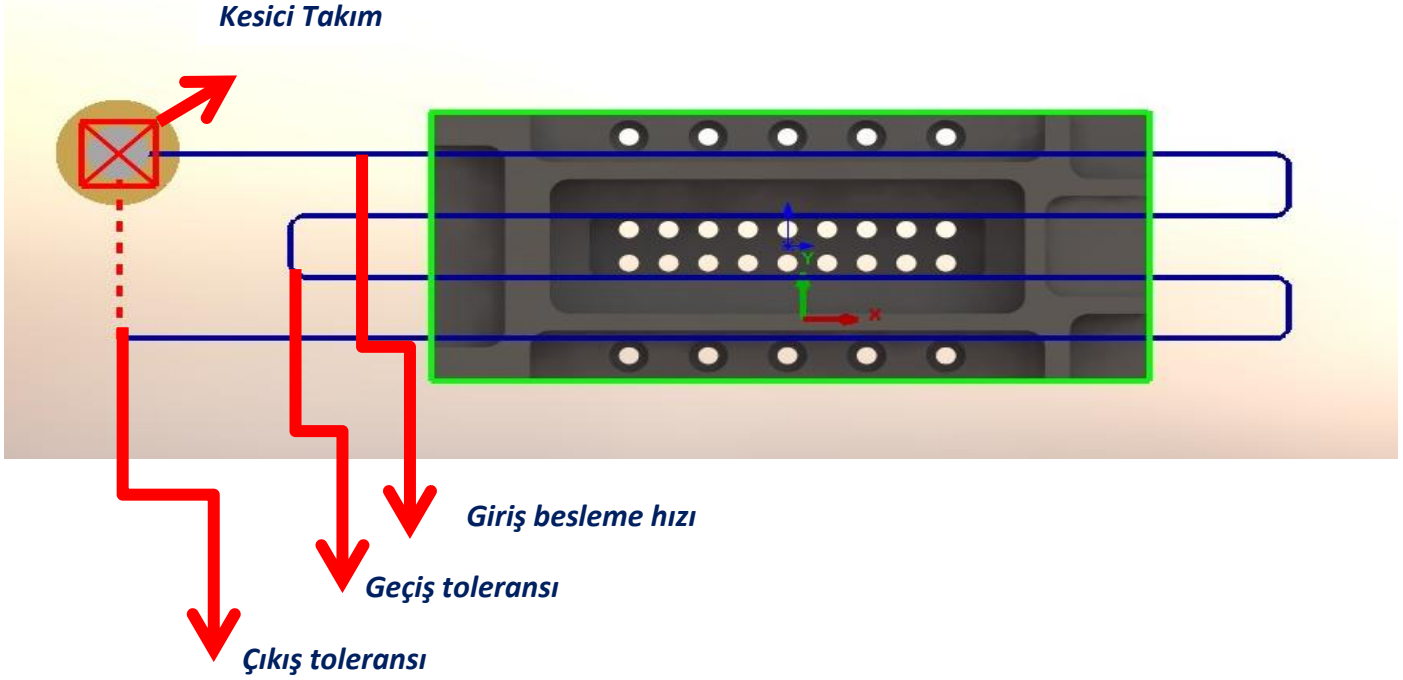 Kesici Takım
Y
X
Giriş besleme hızı
Geçiş toleransı
Çıkış toleransı